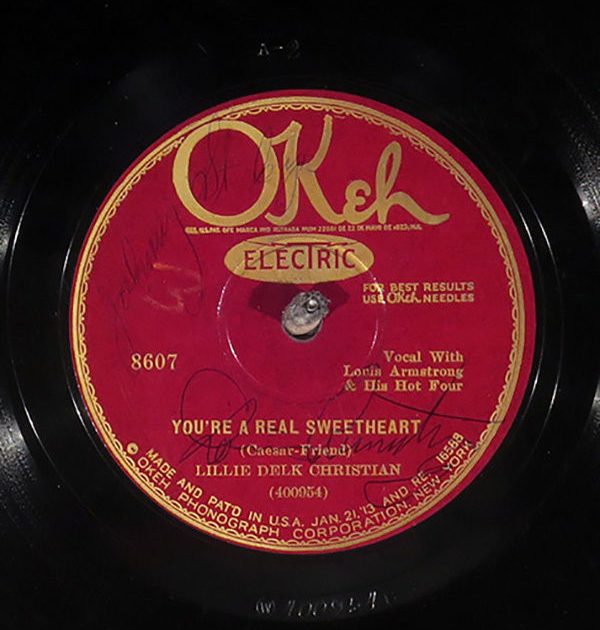 A-2
OKeh
ELECTRIC
FOR BEST RESULTS
USE OKeh NEEDLES
8607
Vocal With
Louis Armstrong
& His Hot Four
YOU'RE A REAL SWEETHEART
(Caesar-Friend)
LILLIE DELK CHRISTIAN
(400954)
MADE AND PAT'D IN U.S.A. JAN. 21, '13, AND RE. 16588
OKEH PHONOGRAPH CORPORATION, NEW YORK